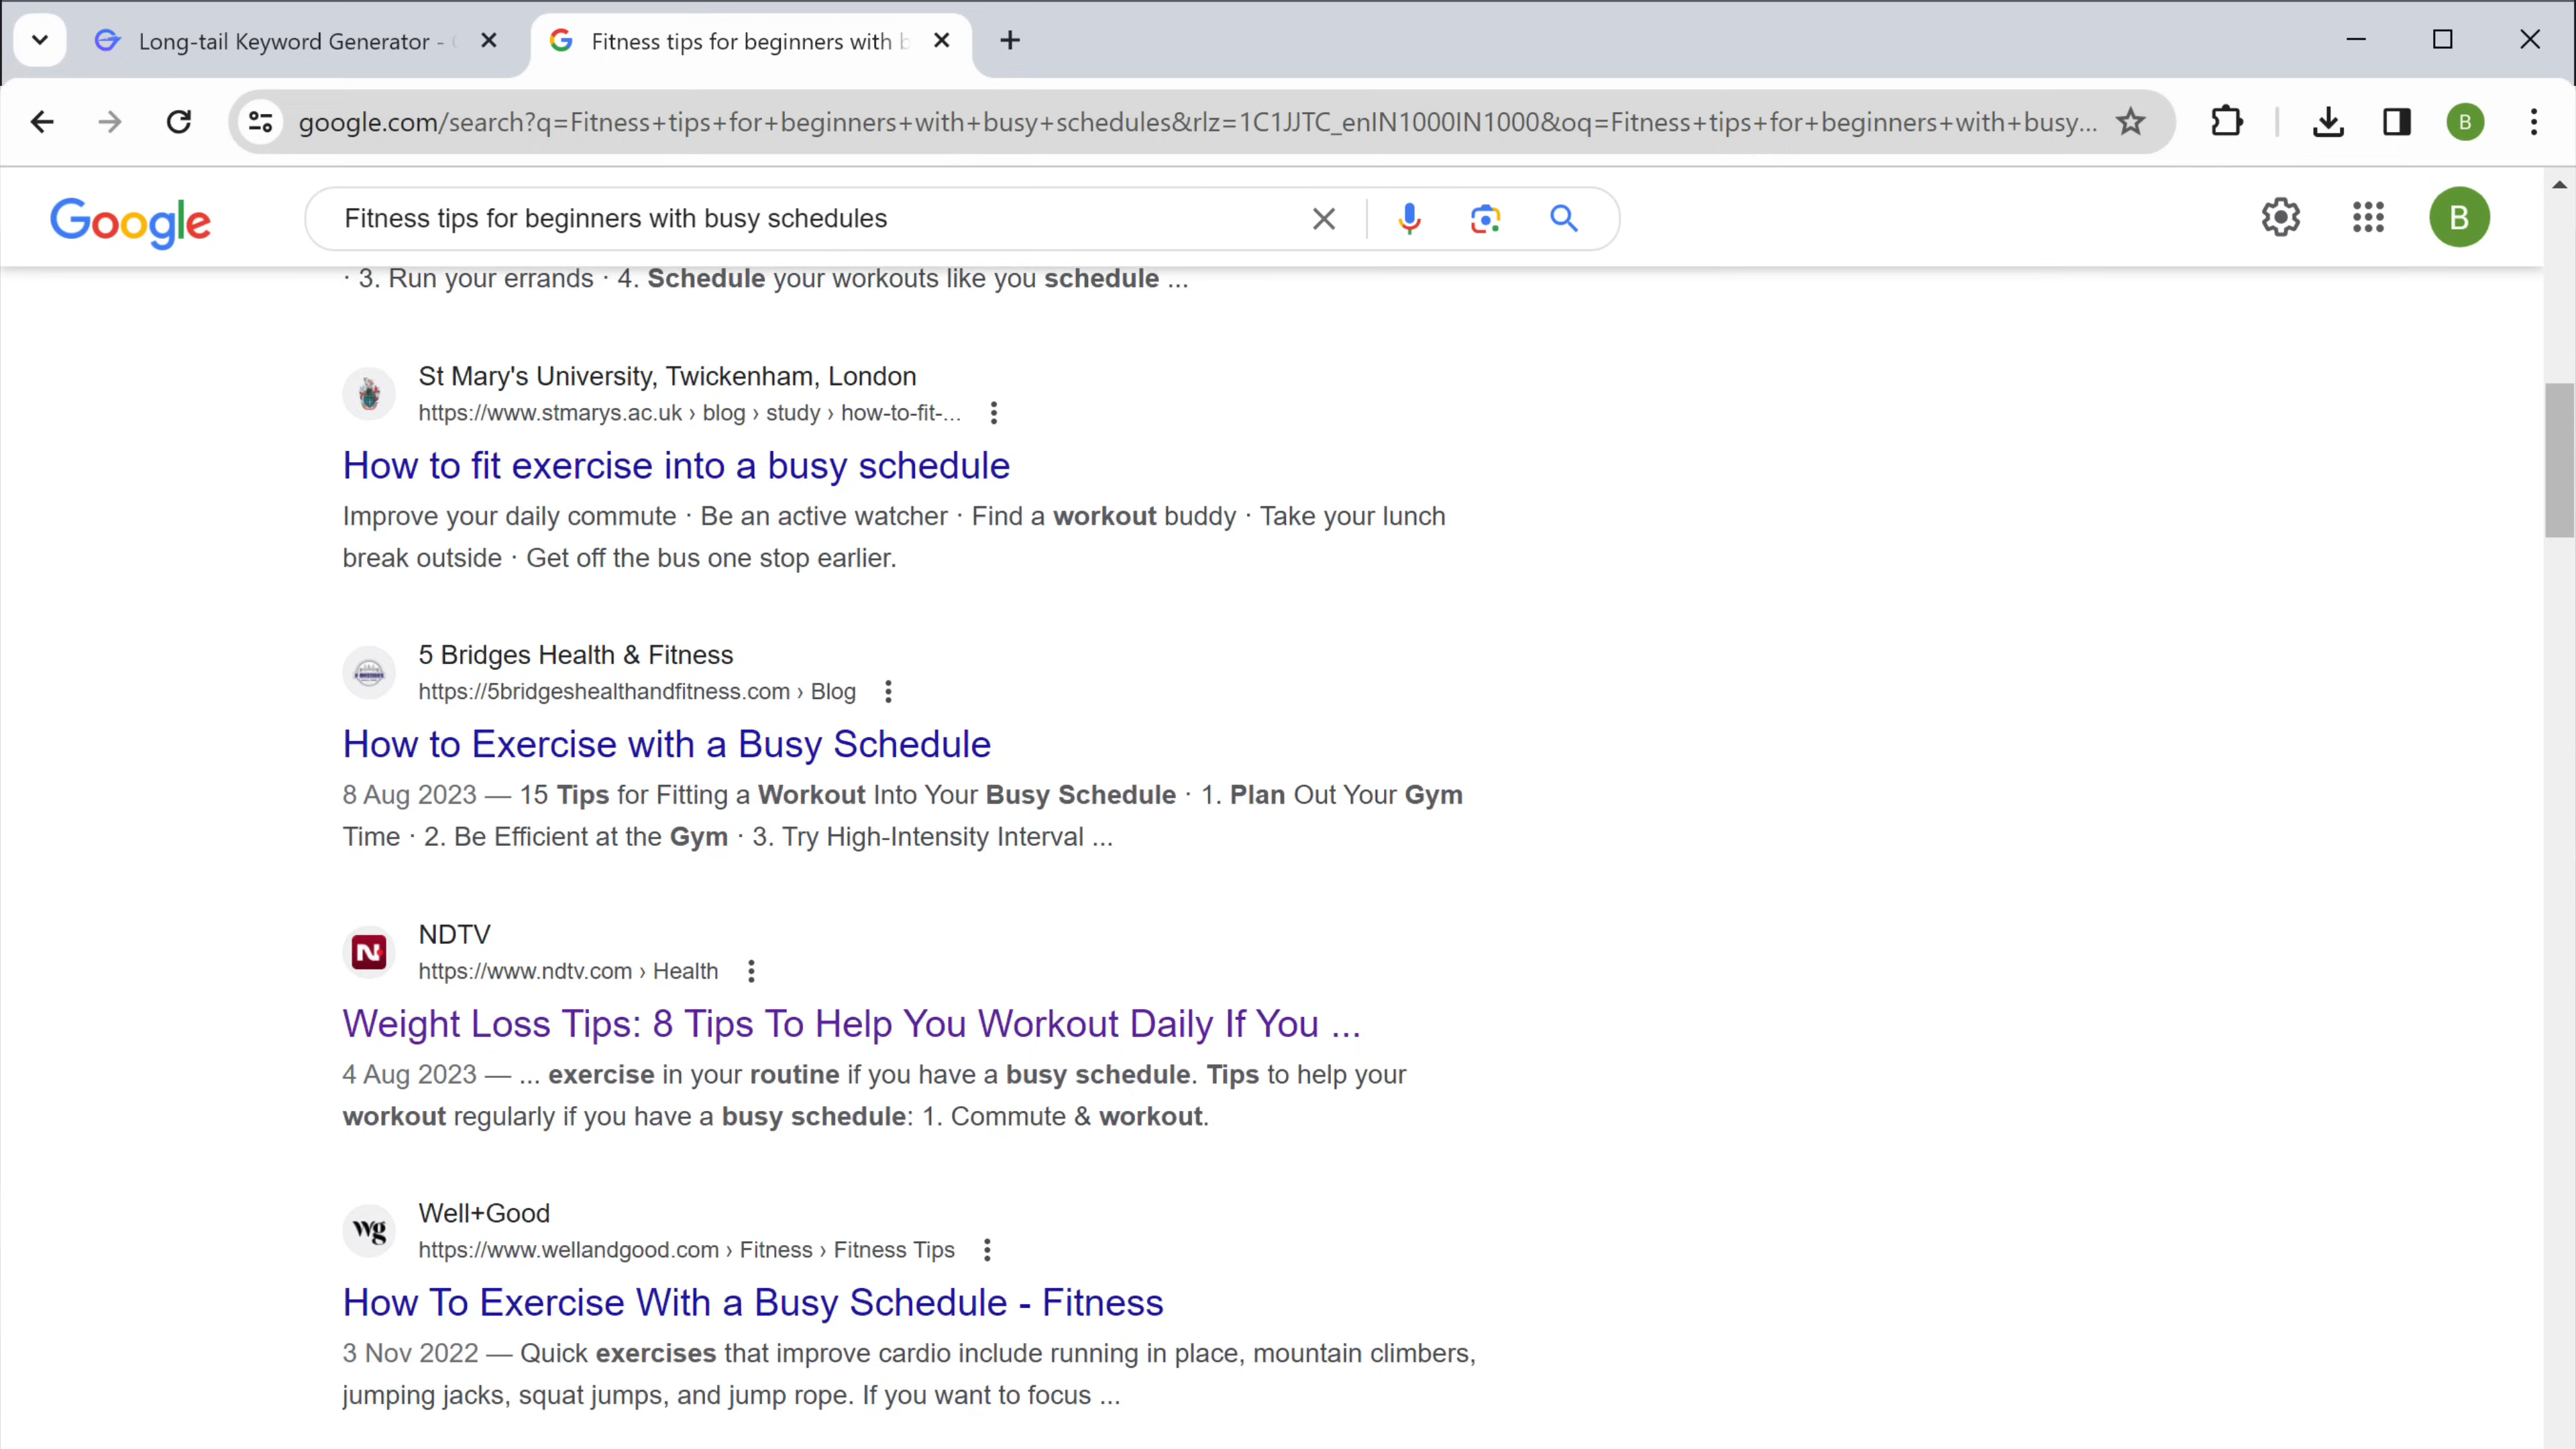 Long-tail Keyword Generator -
Fitness tips for beginners with b
google.com/search?q=Fitness+tips+for+beginners+with+busy+schedules&rlz=1C1JJTC_enIN1000IN1000&oq=Fitness+tips+for+beginners+with+busy...
B
Google
Fitness tips for beginners with busy schedules
B
· 3. Run your errands · 4. Schedule your workouts like you schedule ...
St Mary's University, Twickenham, London
https://www.stmarys.ac.uk › blog › study › how-to-fit-...
How to fit exercise into a busy schedule
Improve your daily commute · Be an active watcher · Find a workout buddy · Take your lunch
break outside · Get off the bus one stop earlier.
5 Bridges Health & Fitness
https://5bridgeshealthandfitness.com › Blog
How to Exercise with a Busy Schedule
8 Aug 2023 — 15 Tips for Fitting a Workout Into Your Busy Schedule · 1. Plan Out Your Gym
Time · 2. Be Efficient at the Gym · 3. Try High-Intensity Interval ...
N
NDTV
https://www.ndtv.com › Health
Weight Loss Tips: 8 Tips To Help You Workout Daily If You ...
4 Aug 2023 — ... exercise in your routine if you have a busy schedule. Tips to help your
workout regularly if you have a busy schedule: 1. Commute & workout.
wg
Well+Good
https://www.wellandgood.com › Fitness › Fitness Tips
How To Exercise With a Busy Schedule - Fitness
3 Nov 2022 — Quick exercises that improve cardio include running in place, mountain climbers,
jumping jacks, squat jumps, and jump rope. If you want to focus ...